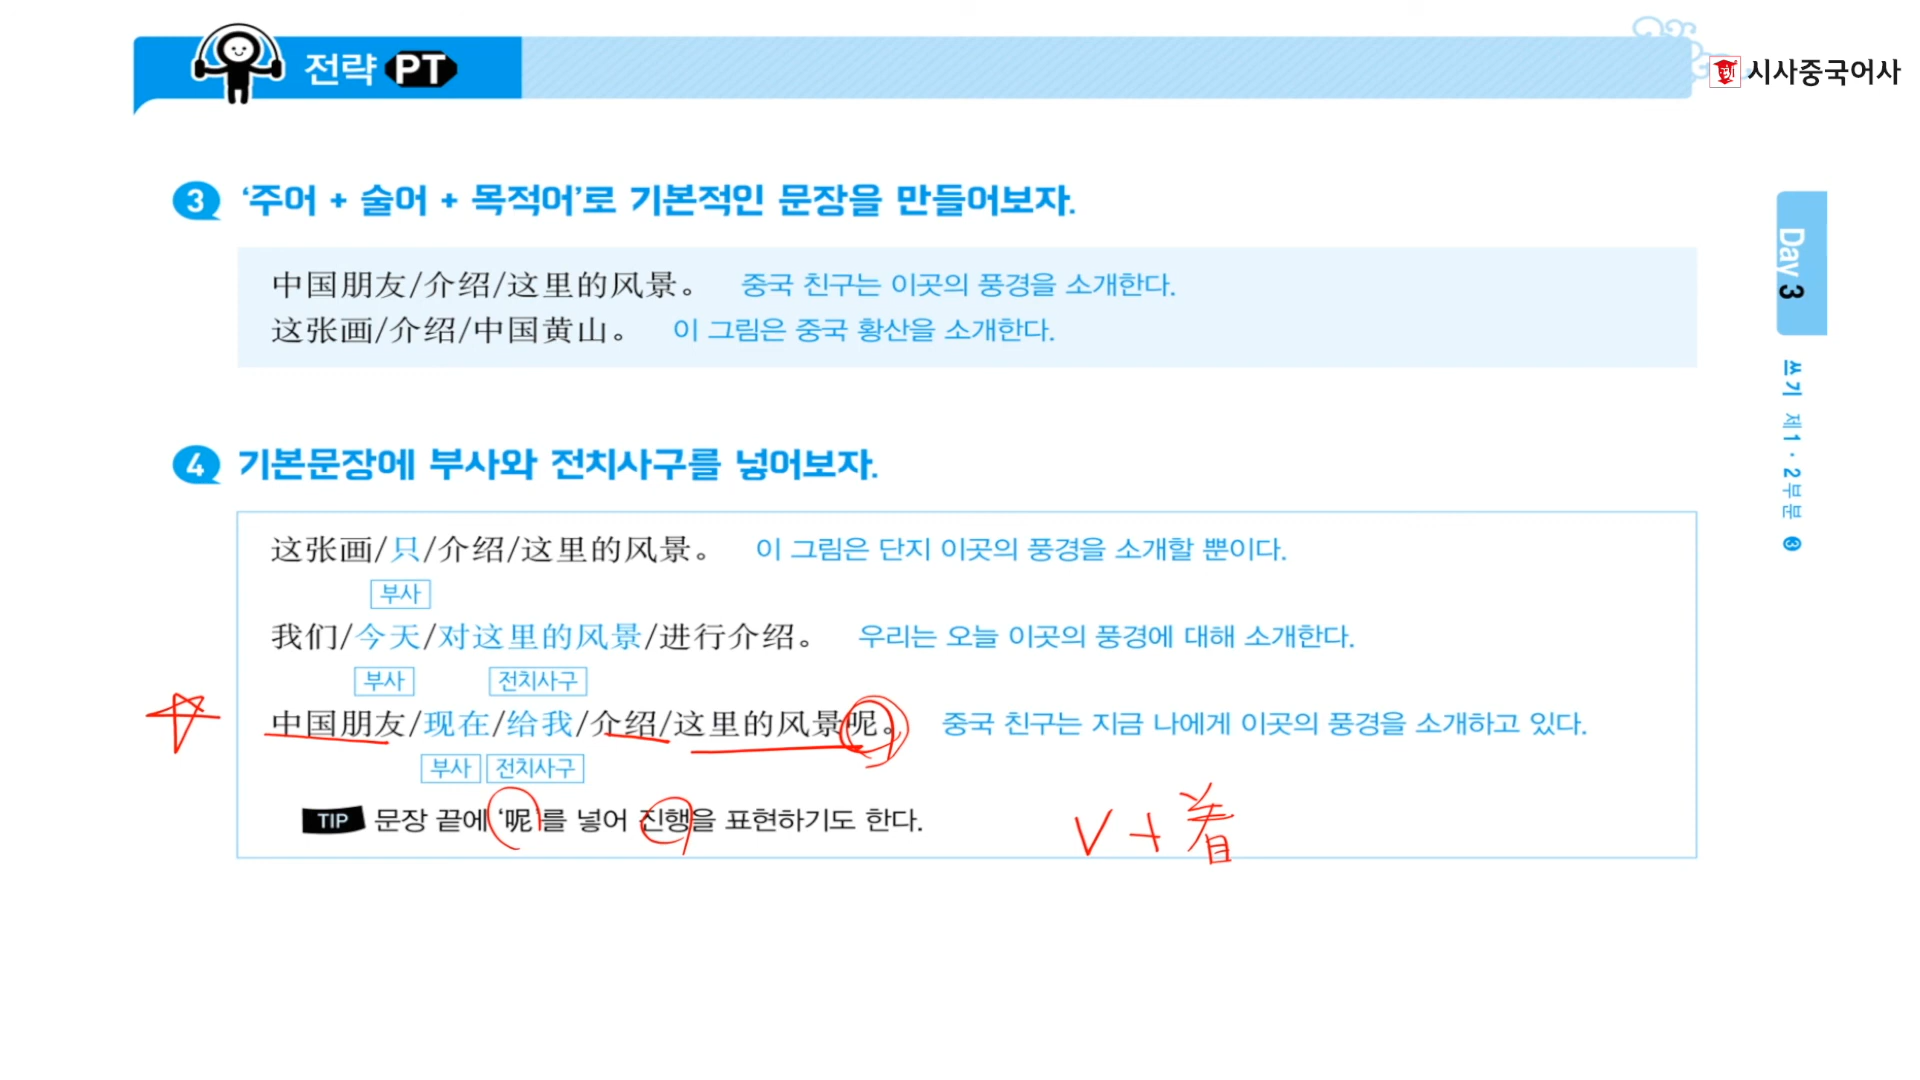 전략 PT
시사중국어사
3 ‘주어 + 술어 + 목적어’로 기본적인 문장을 만들어보자.
中国朋友/介绍/这里的风景。 중국 친구는 이곳의 풍경을 소개한다.
这张画/介绍/中国黄山。 이 그림은 중국 황산을 소개한다.
4 기본문장에 부사와 전치사구를 넣어보자.
这张画/只/介绍/这里的风景。 이 그림은 단지 이곳의 풍경을 소개할 뿐이다.
부사
我们/今天/对这里的风景/进行介绍。 우리는 오늘 이곳의 풍경에 대해 소개한다.
부사 전치사구
中国朋友/现在/给我/介绍/这里的风景呢。 중국 친구는 지금 나에게 이곳의 풍경을 소개하고 있다.
부사 전치사구
TIP 문장 끝에 ‘呢’를 넣어 진행을 표현하기도 한다.
V + 着
Day 3
쓰기 제1·2부분 3